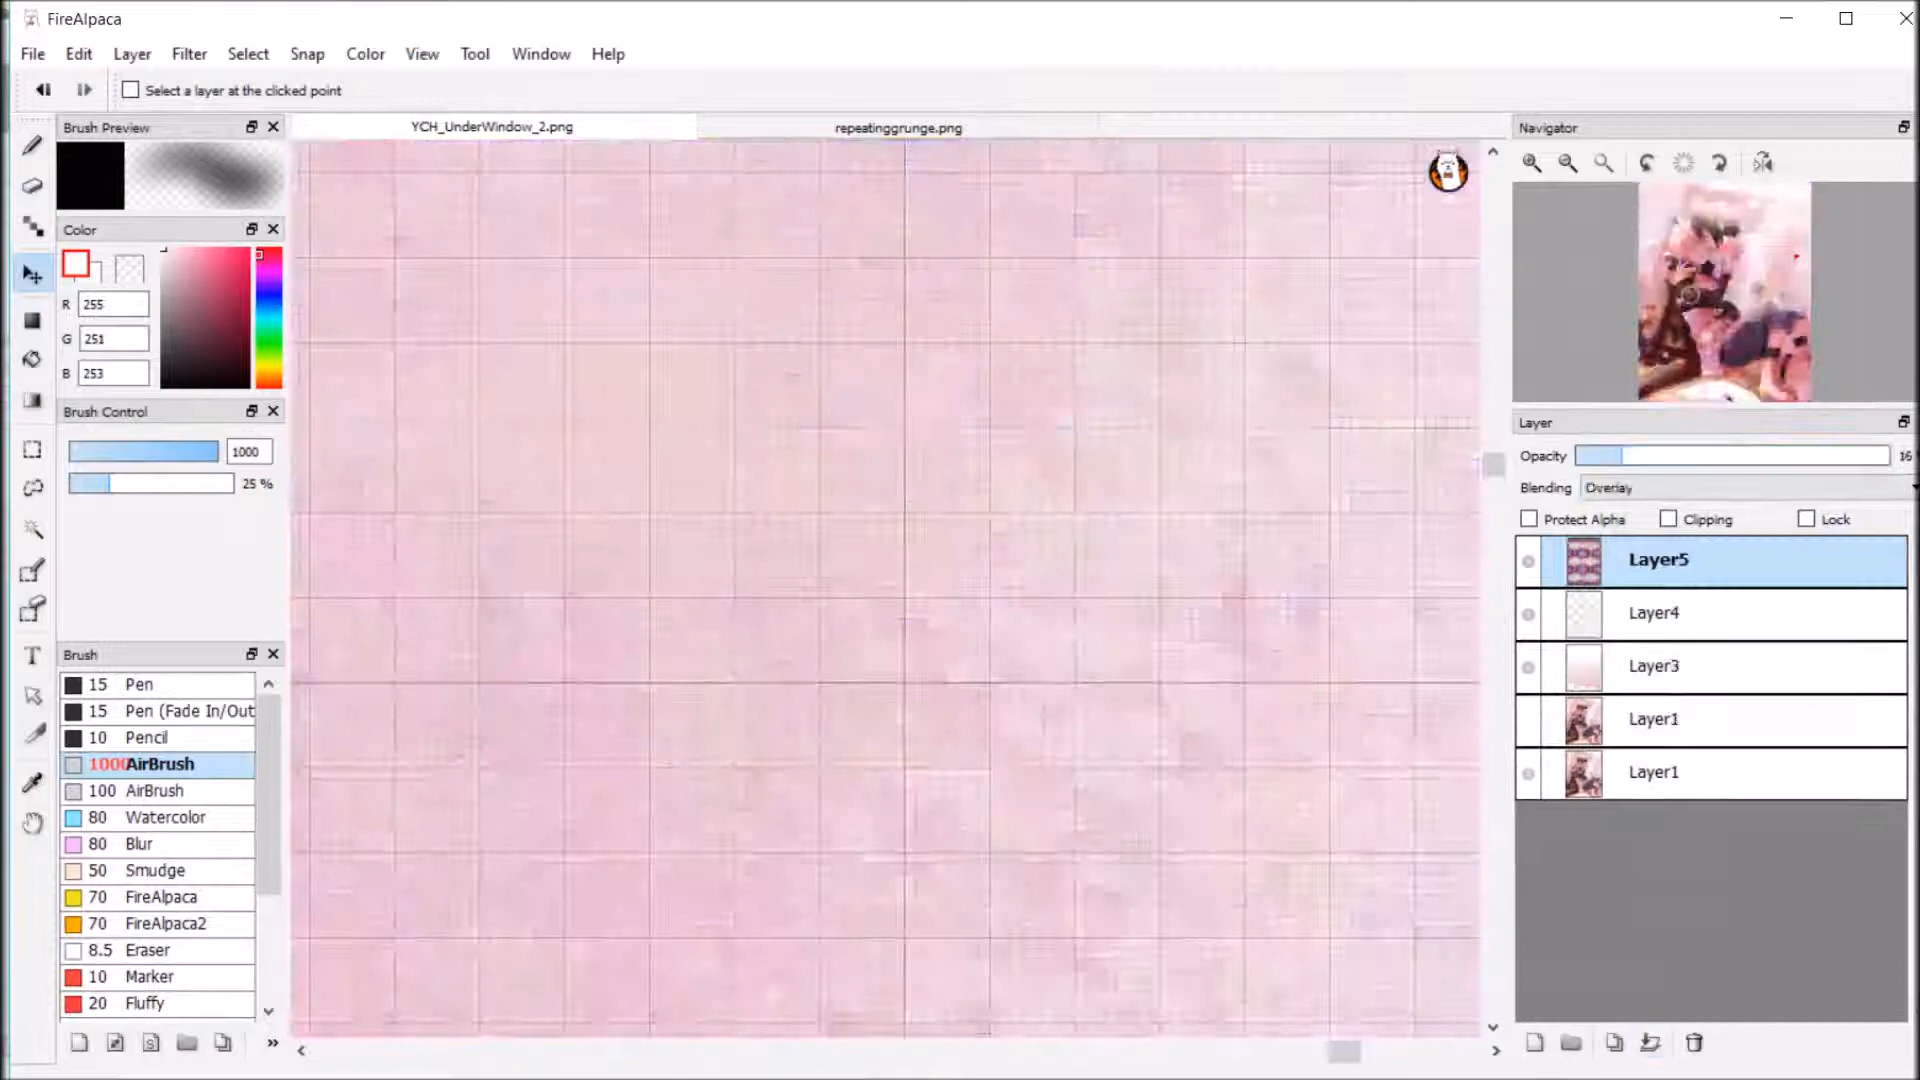 FireAlpaca
File Edit Layer Filter Select Snap Color View Tool Window Help
Select a layer at the clicked point
Brush Preview
YCH_UnderWindow_2.png
repeatinggrunge.png
Navigator
Color
R 255
G 251
B 253
Brush Control
1000
25 %
Brush
15 Pen
15 Pen (Fade In/Out
10 Pencil
1000 AirBrush
100 AirBrush
80 Watercolor
80 Blur
50 Smudge
70 FireAlpaca
70 FireAlpaca2
8.5 Eraser
10 Marker
20 Fluffy
Layer
Opacity 16
Blending Overlay
Protect Alpha Clipping Lock
Layer5
Layer4
Layer3
Layer1
Layer1